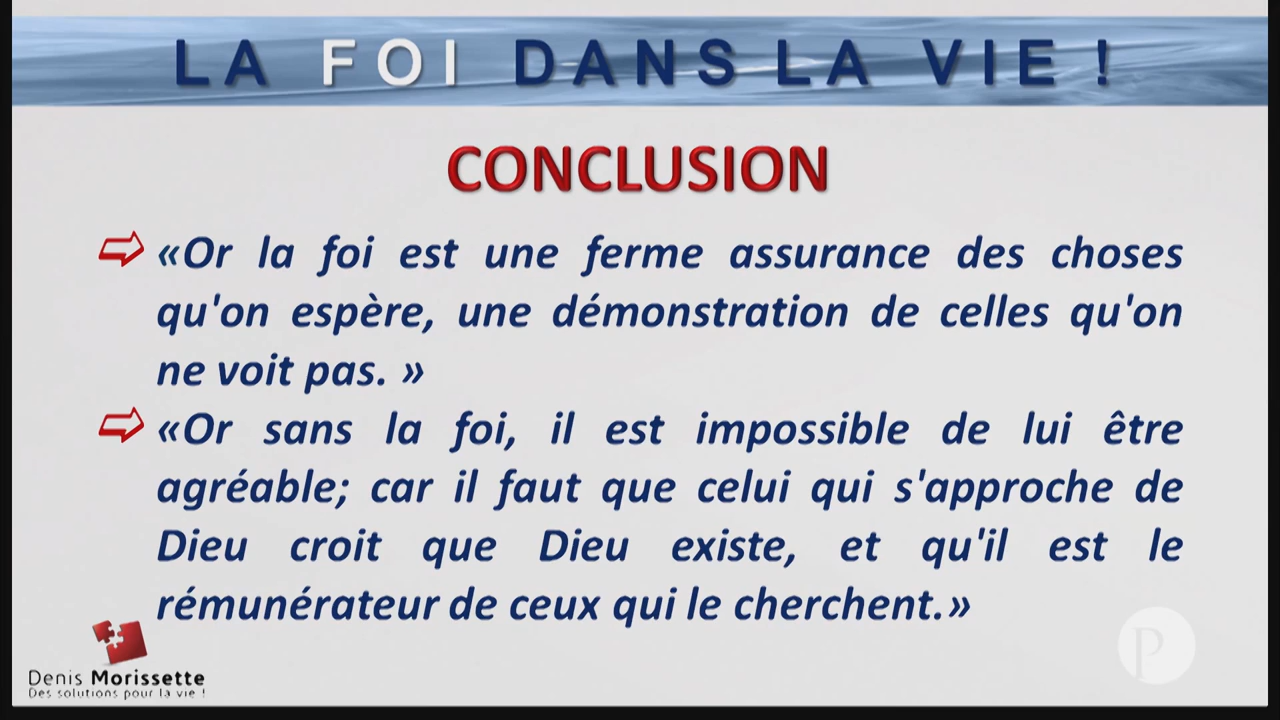 LA FOI DANS LA VIE !
CONCLUSION
«Or la foi est une ferme assurance des choses
qu'on espère, une démonstration de celles qu'on
ne voit pas. »
«Or sans la foi, il est impossible de lui être
agréable; car il faut que celui qui s'approche de
Dieu croit que Dieu existe, et qu'il est le
rémunérateur de ceux qui le cherchent.»
Denis Morissette
Des solutions pour la vie !
P